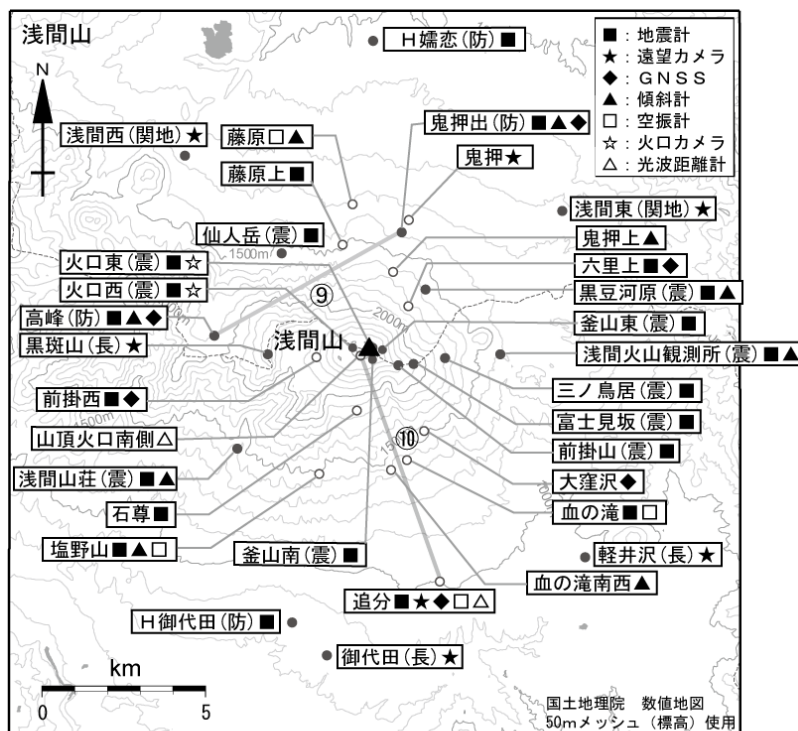 浅間山
H嬬恋(防)■
■:地震計
★:遠望カメラ
◆:GNSS
▲:傾斜計
□:空振計
☆:火口カメラ
△:光波距離計
N
浅間西(関地)★
藤原□▲
鬼押出(防)■▲◆
藤原上■
鬼押★
浅間東(関地)★
仙人岳(震)■
1500m
鬼押上▲
火口東(震)■☆
六里上■◆
火口西(震)■☆
⑨
黒豆河原(震)■▲
高峰(防)■▲◆
2000m
釜山東(震)■
黒斑山(長)★
浅間山
浅間火山観測所(震)■▲
前掛西■◆
三ノ鳥居(震)■
1500m
富士見坂(震)■
山頂火口南側△
⑩
前掛山(震)■
浅間山荘(震)■▲
大窪沢◆
石尊■
血の滝■□
塩野山■▲□
釜山南(震)■
軽井沢(長)★
血の滝南西▲
追分■★◆□△
H御代田(防)■
御代田(長)★
km
0 5
国土地理院 数値地図
50mメッシュ(標高)使用